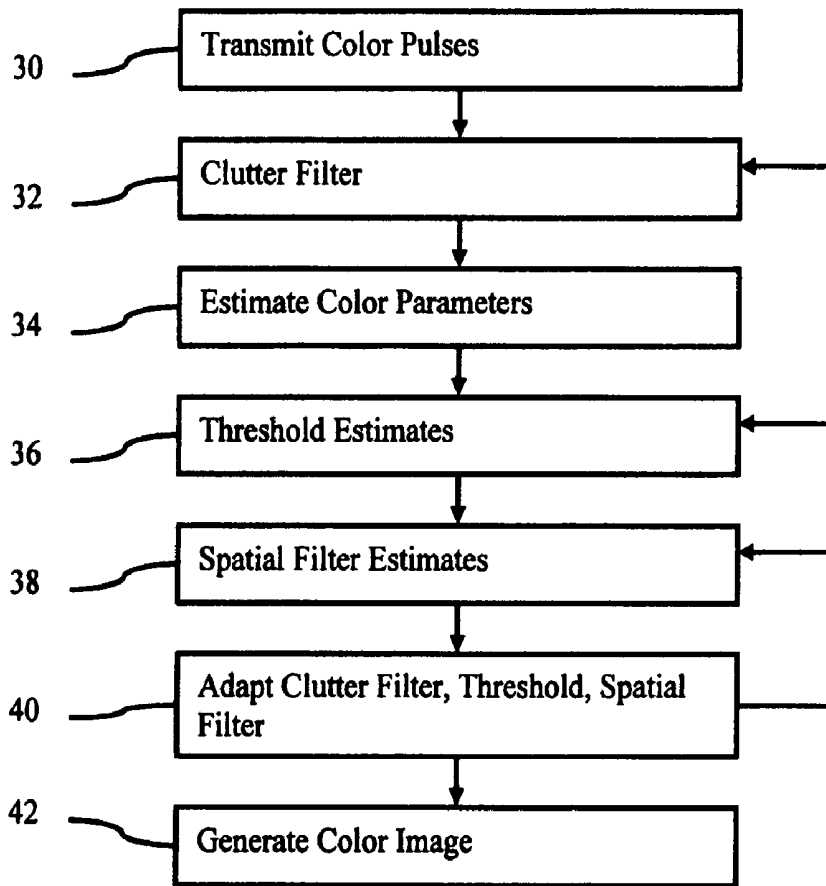 30 Transmit Color Pulses
32 Clutter Filter
34 Estimate Color Parameters
36 Threshold Estimates
38 Spatial Filter Estimates
40 Adapt Clutter Filter, Threshold, Spatial
Filter
42 Generate Color Image